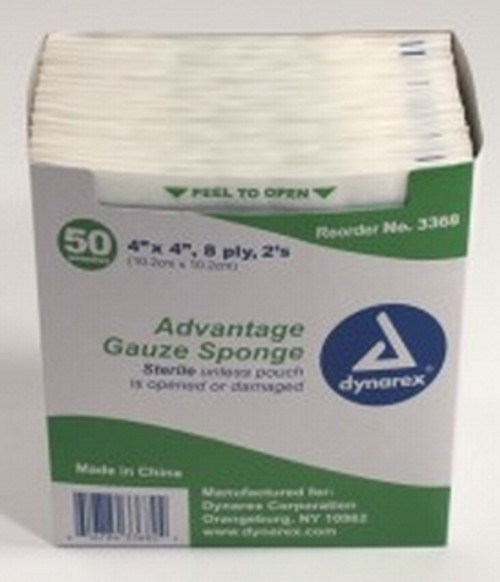 PEEL TO OPEN
Reorder No. 3368
50
4" x 4", 8 ply, 2's
(10.2cm x 10.2cm)
Advantage
Gauze Sponge
Sterile unless pouch
is opened or damaged
dynarex®
Made in China
Manufactured for:
Dynarex Corporation
Orangeburg, NY 10962
www.dynarex.com